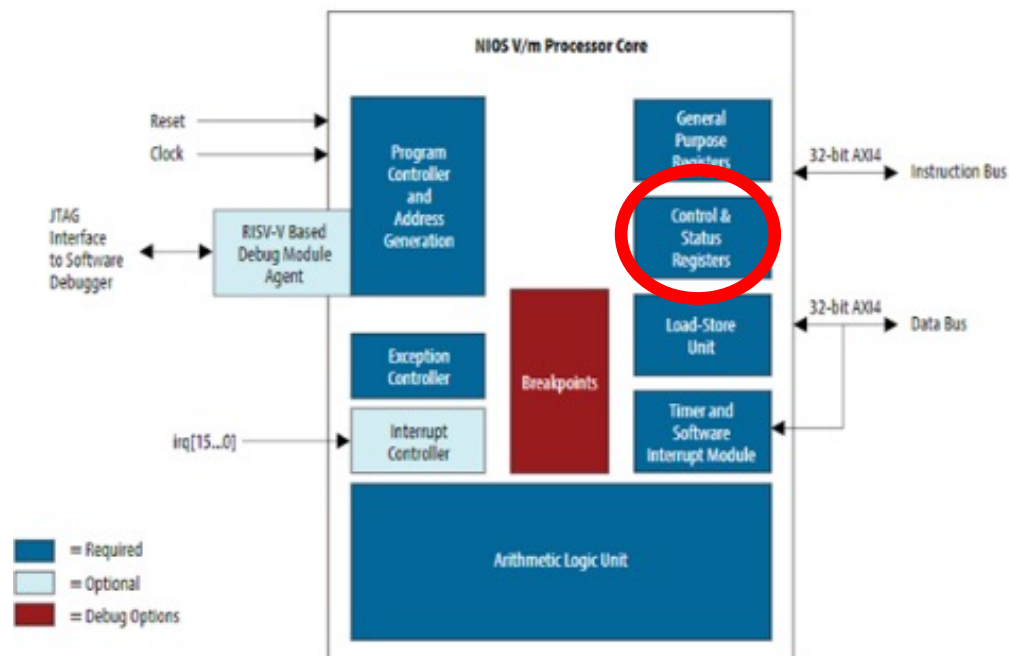 NIOS V/m Processor Core
Reset
Clock
Program
Controller
and
Address
Generation
JTAG
Interface
to Software
Debugger
RISV-V Based
Debug Module
Agent
Exception
Controller
irq[15...0]
Interrupt
Controller
Breakpoints
General
Purpose
Registers
Control &
Status
Registers
Load-Store
Unit
Timer and
Software
Interrupt Module
32-bit AXI4
Instruction Bus
32-bit AXI4
Data Bus
Arithmetic Logic Unit
= Required
= Optional
= Debug Options